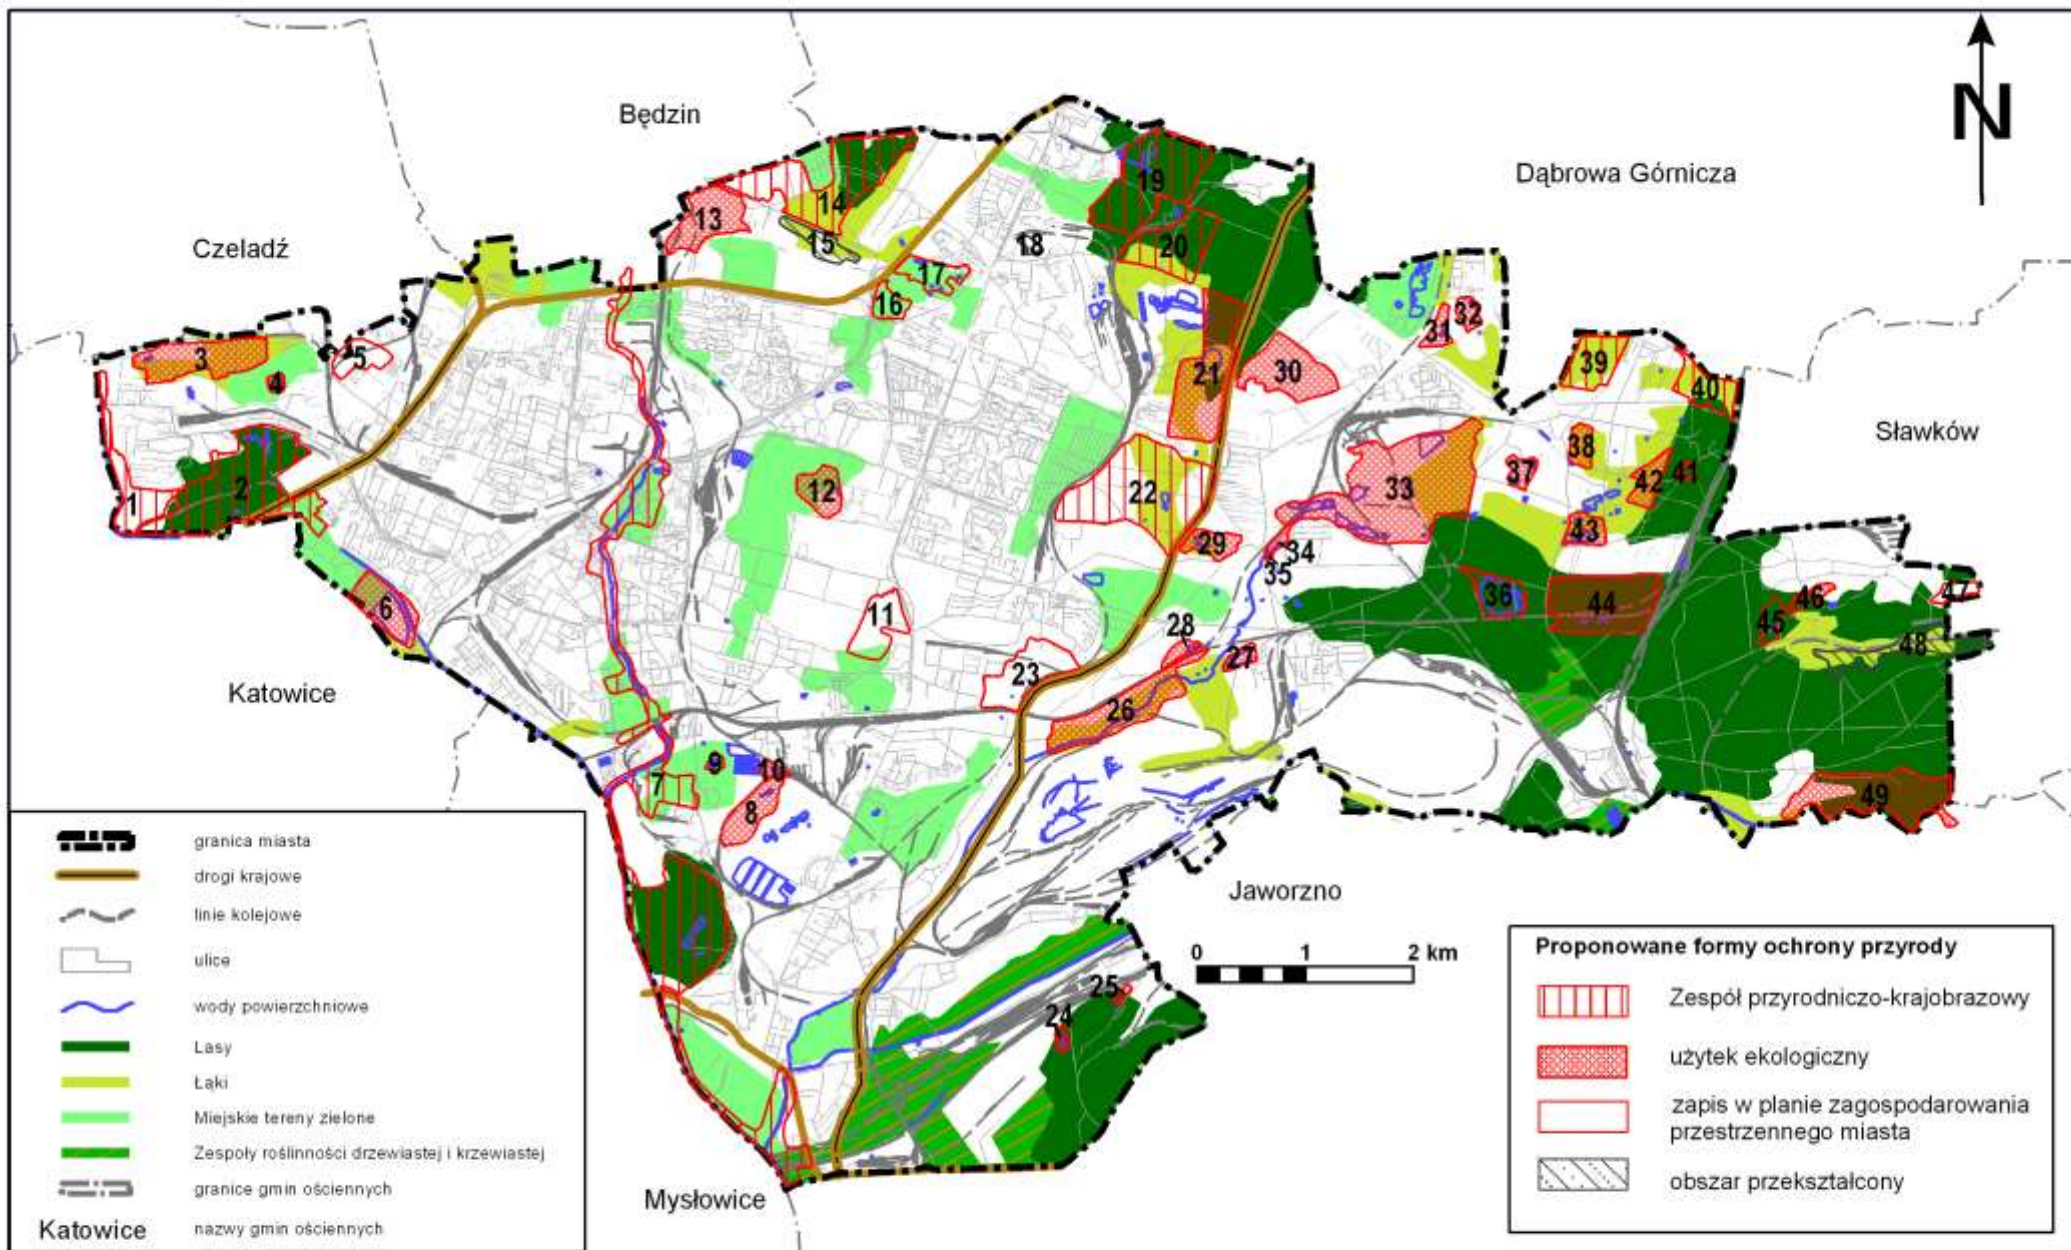 Będzin
N
Dąbrowa Górnicza
Czeladź
Sławków
Katowice
Jaworzno
Mysłowice
1
2
3
4
5
6
7
8
9
10
11
12
13
14
15
16
17
18
19
20
21
22
23
24
25
26
27
28
29
30
31
32
33
34
35
36
37
38
39
40
41
42
43
44
45
46
47
48
49
0 1 2 km
granica miasta
drogi krajowe
linie kolejowe
ulice
wody powierzchniowe
Lasy
Łąki
Miejskie tereny zielone
Zespoły roślinności drzewiastej i krzewiastej
granice gmin ościennych
Katowice nazwy gmin ościennych
Proponowane formy ochrony przyrody
Zespół przyrodniczo-krajobrazowy
użytek ekologiczny
zapis w planie zagospodarowania
przestrzennego miasta
obszar przekształcony